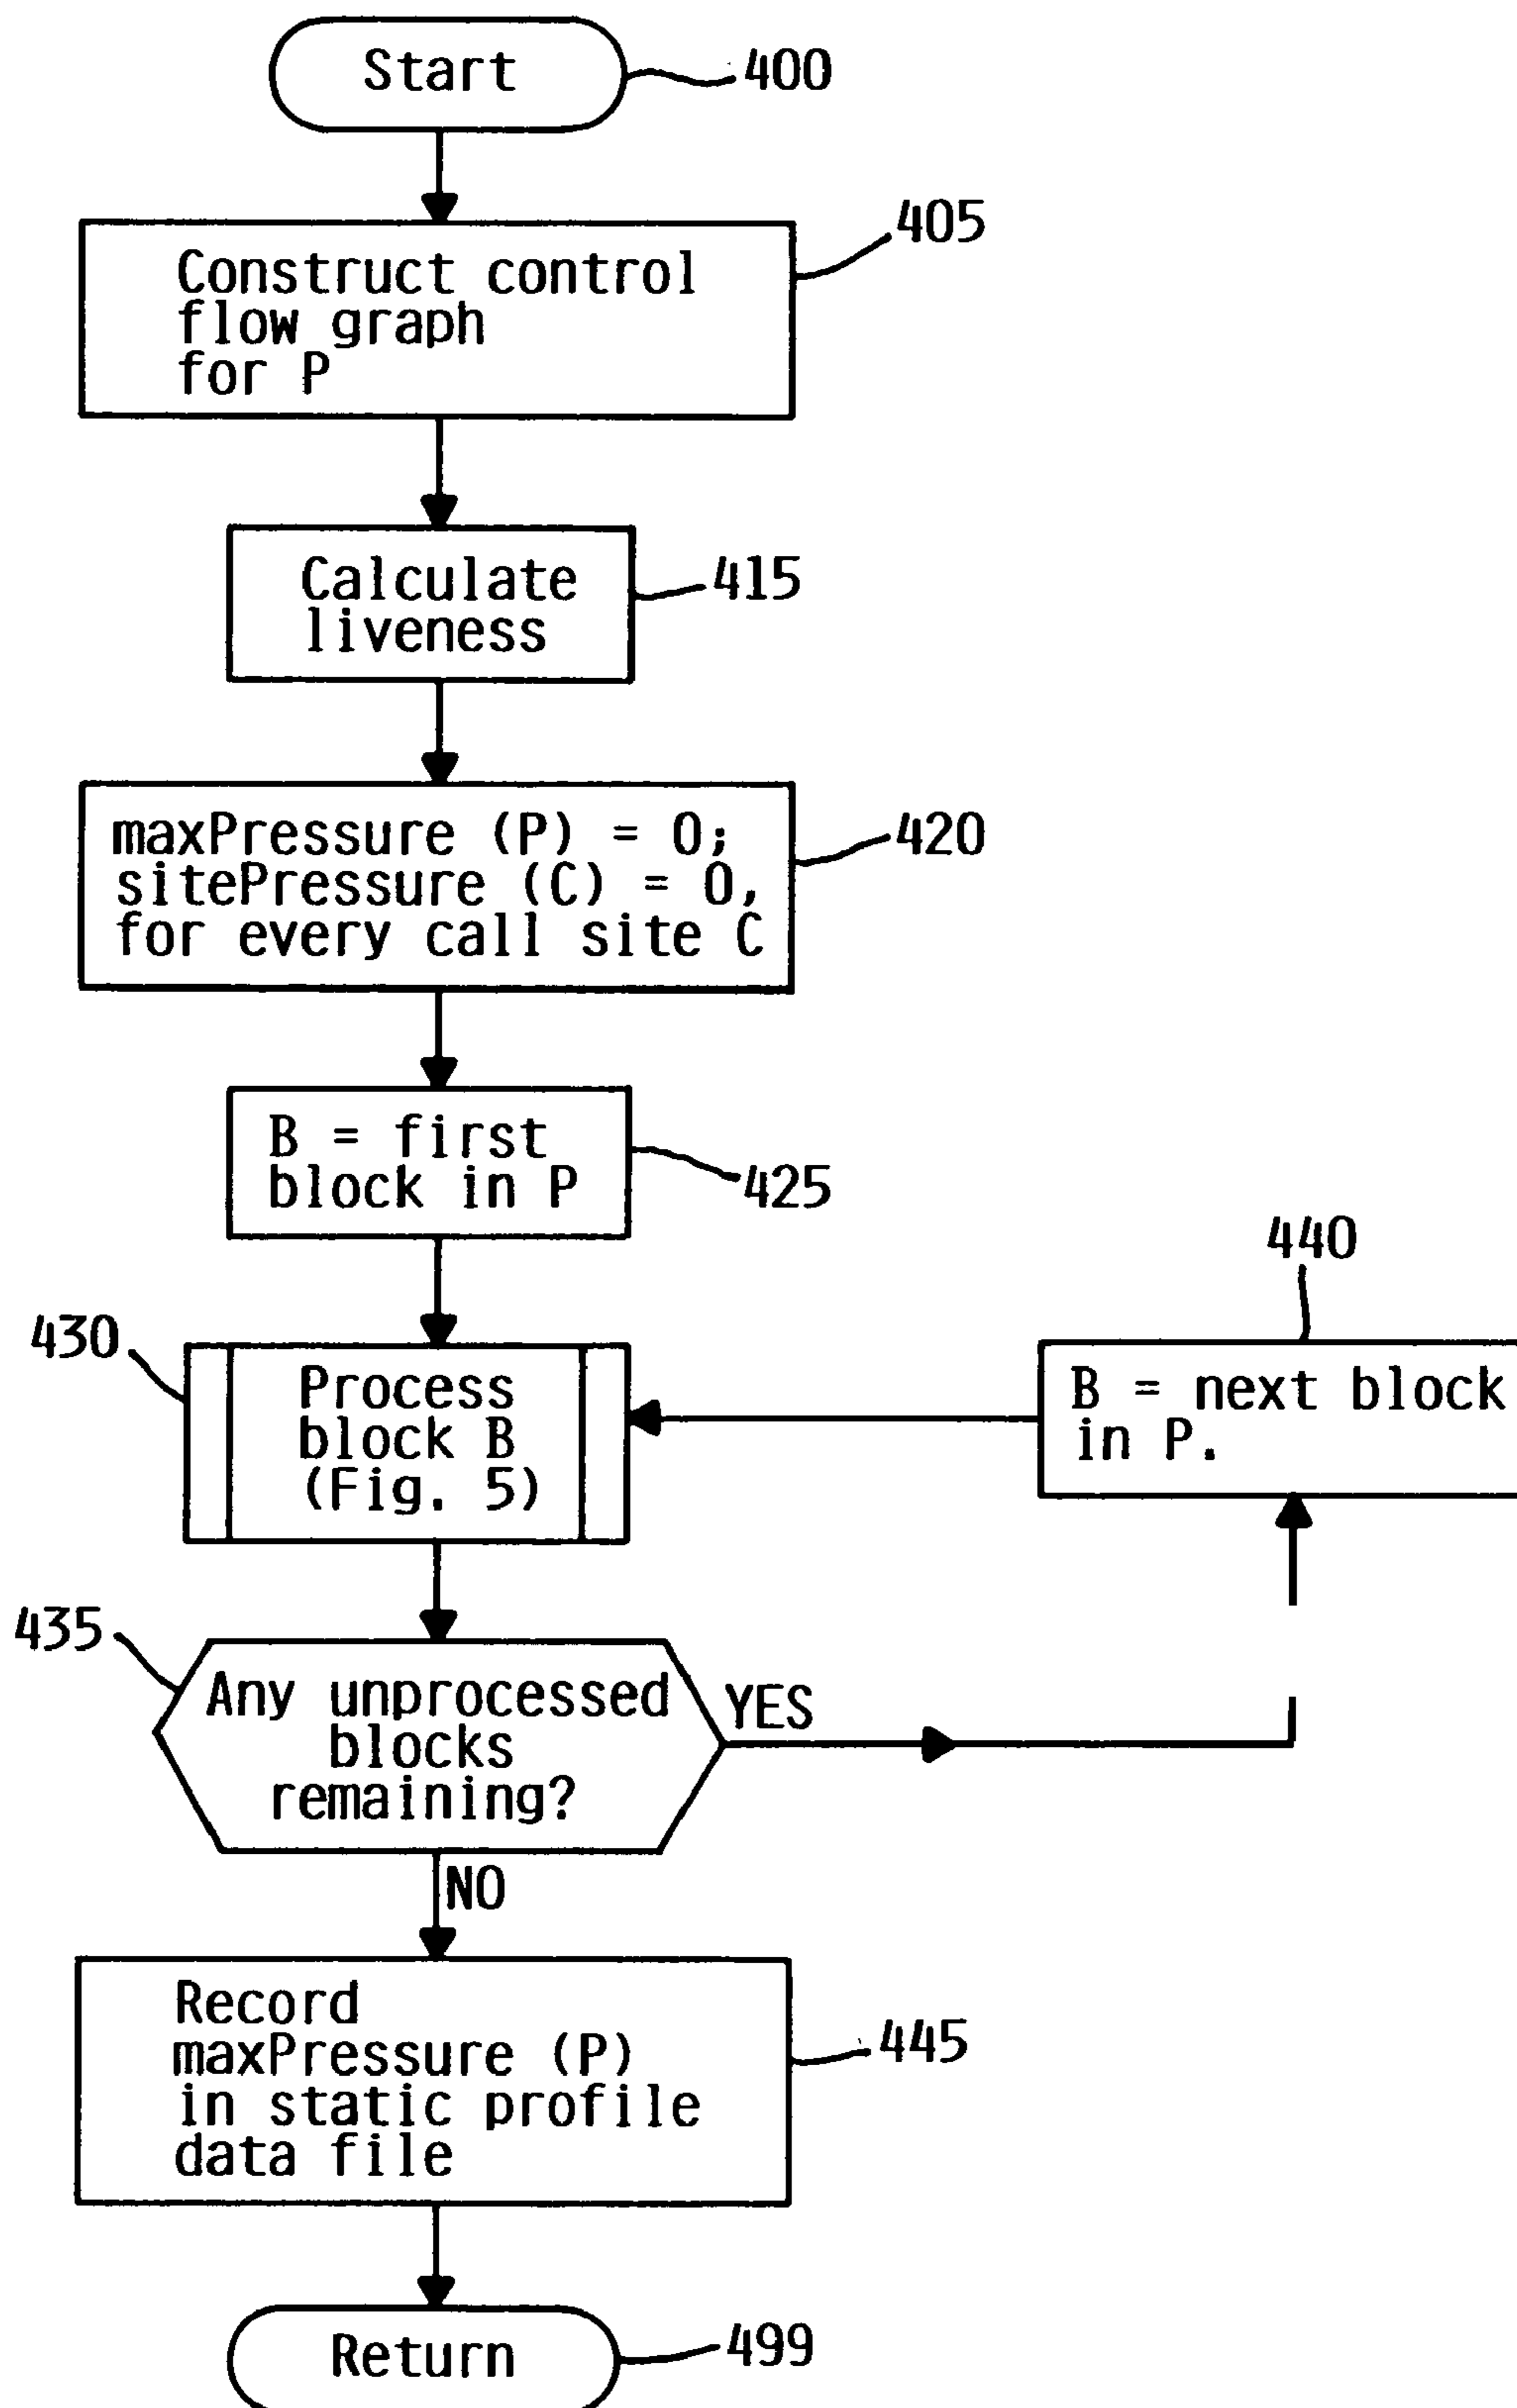 Start
400
405
Construct control
flow graph
for P
Calculate
liveness
415
maxPressure (P) = 0;
sitePressure (C) = 0,
for every call site C
420
B = first
block in P
425
440
430
Process
block B
(Fig. 5)
B = next block
in P.
435
Any unprocessed
blocks
remaining?
YES
NO
Record
maxPressure (P)
in static profile
data file
445
Return
499